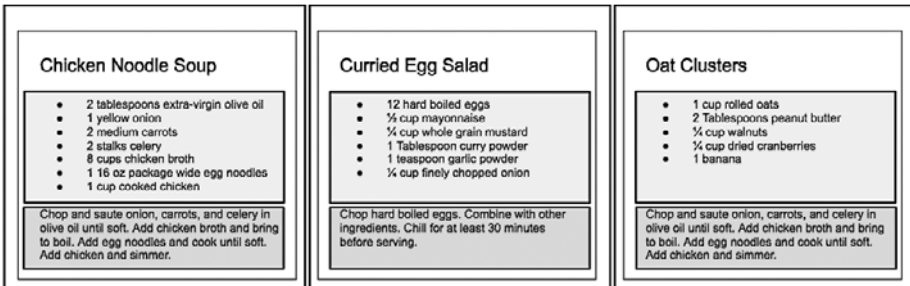 Chicken Noodle Soup
2 tablespoons extra-virgin olive oil
1 yellow onion
2 medium carrots
2 stalks celery
8 cups chicken broth
1 16 oz package wide egg noodles
1 cup cooked chicken
Chop and saute onion, carrots, and celery in
olive oil until soft. Add chicken broth and bring
to boil. Add egg noodles and cook until soft.
Add chicken and simmer.
Curried Egg Salad
12 hard boiled eggs
cup mayonnaise
¼ cup whole grain mustard
1 Tablespoon curry powder
1 teaspoon garlic powder
¼ cup finely chopped onion
Chop hard boiled eggs. Combine with other
ingredients. Chill for at least 30 minutes
before serving.
Oat Clusters
1 cup rolled oats
2 Tablespoons peanut butter
¼ cup walnuts
¼ cup dried cranberries
1 banana
Chop and saute onion, carrots, and celery in
olive oil until soft. Add chicken broth and bring
to boil. Add egg noodles and cook until soft.
Add chicken and simmer.